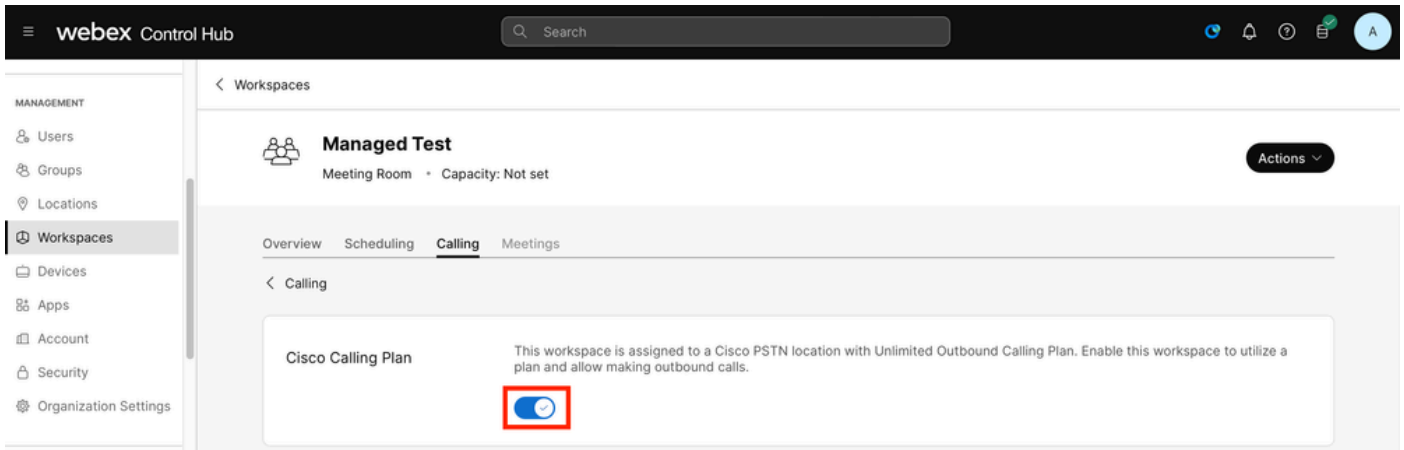 webex Control Hub
Search
A
MANAGEMENT
Users
Groups
Locations
Workspaces
Devices
Apps
Account
Security
Organization Settings
Workspaces
Managed Test
Meeting Room • Capacity: Not set
Actions
Overview Scheduling Calling Meetings
Calling
Cisco Calling Plan
This workspace is assigned to a Cisco PSTN location with Unlimited Outbound Calling Plan. Enable this workspace to utilize a
plan and allow making outbound calls.